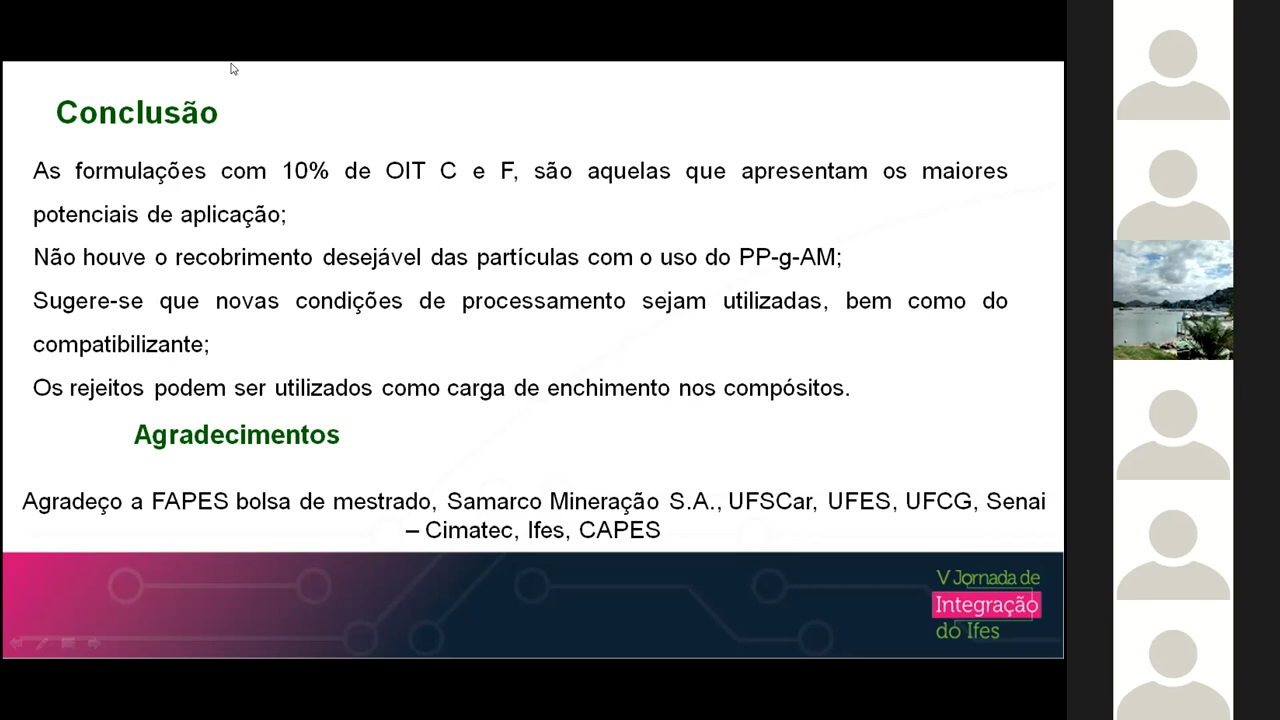 Conclusão
As formulações com 10% de OIT C e F, são aquelas que apresentam os maiores
potenciais de aplicação;
Não houve o recobrimento desejável das partículas com o uso do PP-g-AM;
Sugere-se que novas condições de processamento sejam utilizadas, bem como do
compatibilizante;
Os rejeitos podem ser utilizados como carga de enchimento nos compósitos.
Agradecimentos
Agradeço a FAPES bolsa de mestrado, Samarco Mineração S.A., UFSCar, UFES, UFCG, Senai
– Cimatec, Ifes, CAPES
V Jornada de
Integração
do Ifes